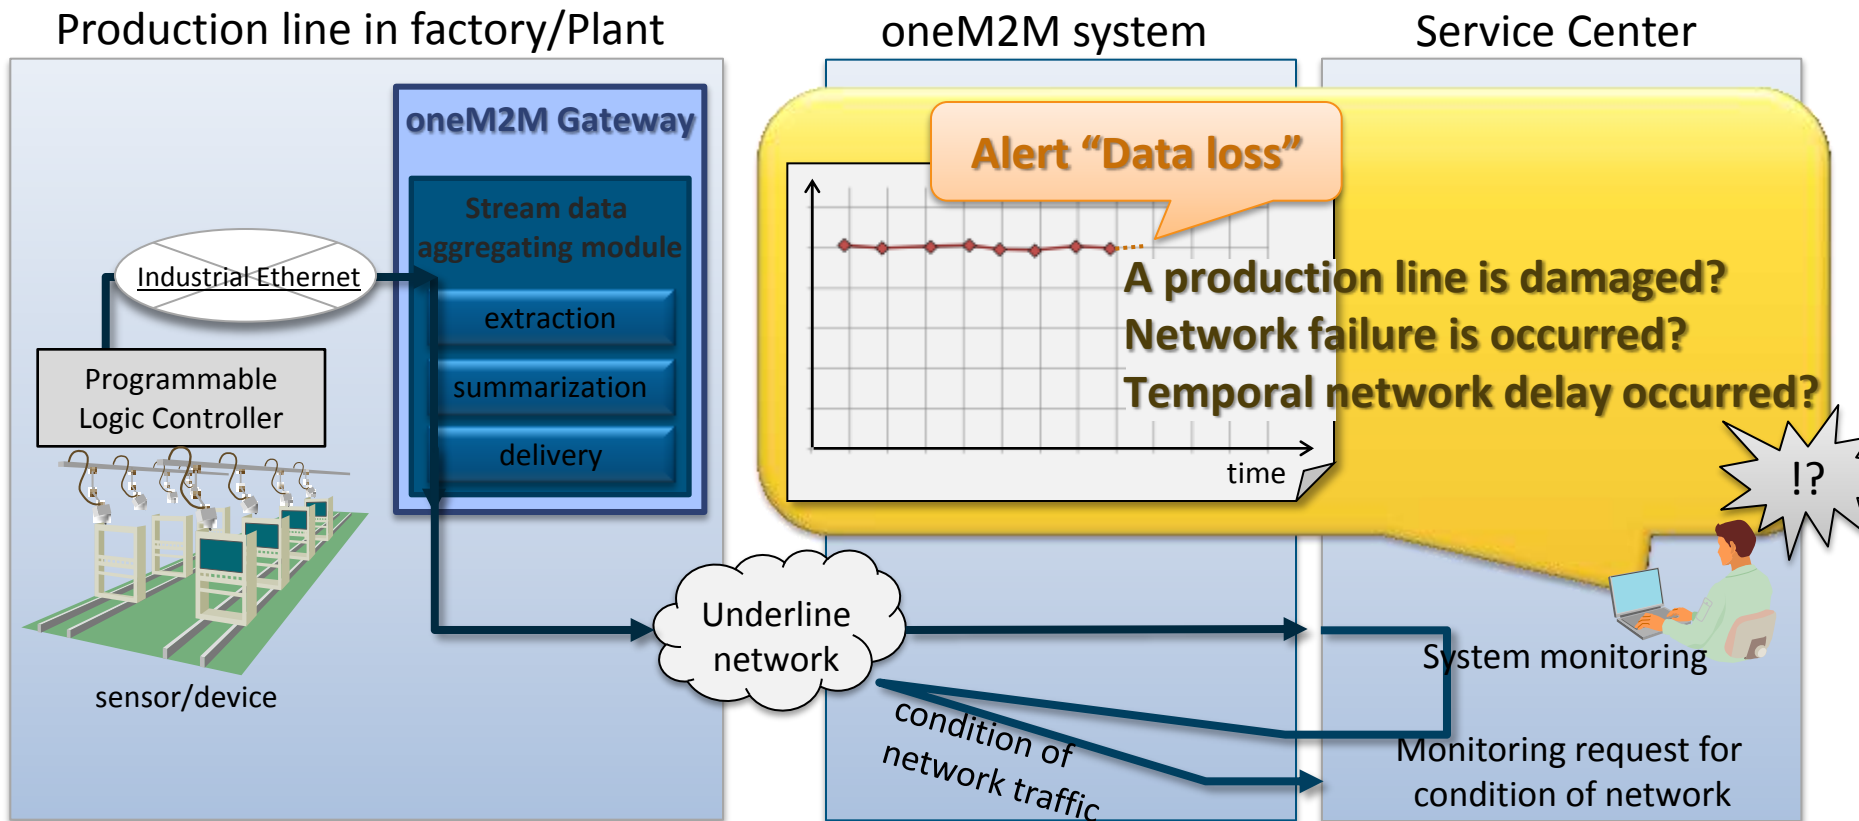 Production line in factory/Plant
oneM2M system
Service Center
oneM2M Gateway
Stream data
aggregating module
extraction
summarization
delivery
Industrial Ethernet
Programmable
Logic Controller
sensor/device
Alert “Data loss”
A production line is damaged?
Network failure is occurred?
Temporal network delay occurred?
time
!?
Underline
network
System monitoring
condition of
network traffic
Monitoring request for
condition of network